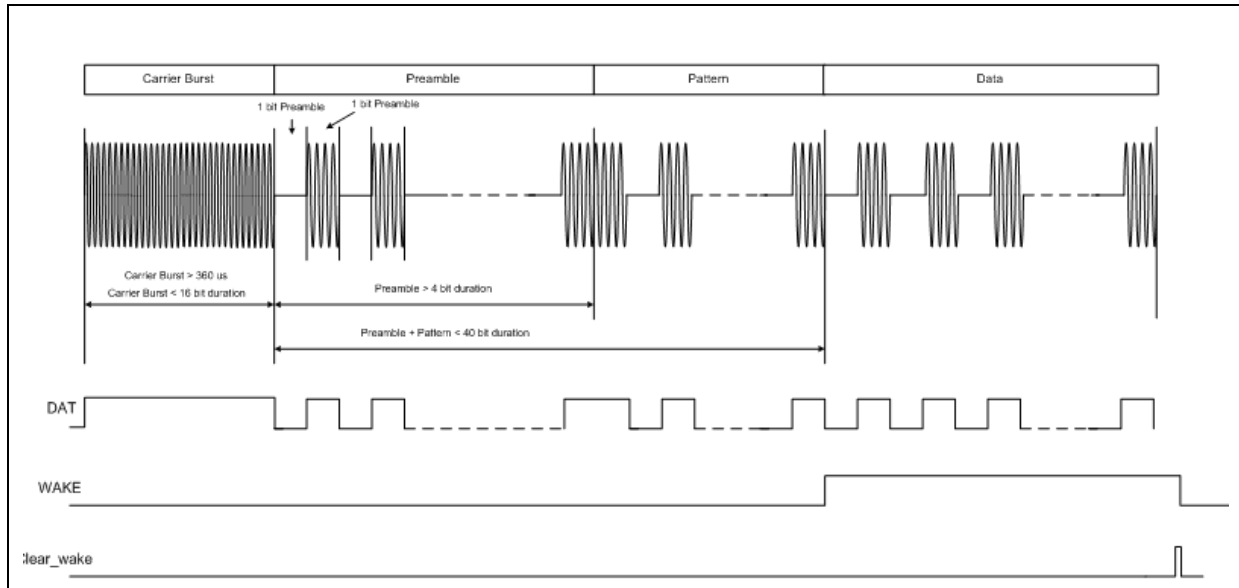 Carrier Burst Preamble Pattern Data
1 bit Preamble 1 bit Preamble
Carrier Burst > 360 us
Carrier Burst < 16 bit duration
Preamble > 4 bit duration
Preamble + Pattern < 40 bit duration
DAT
WAKE
lear_wake